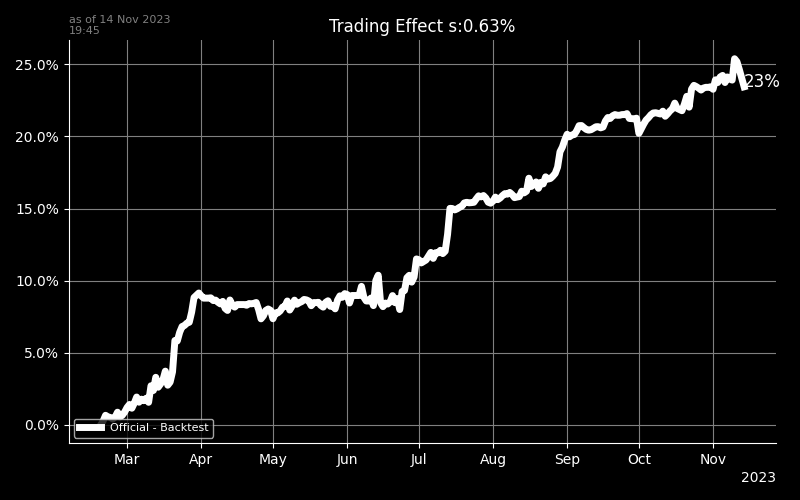 as of 14 Nov 2023
19:45
Trading Effect s:0.63%
25.0%
23%
20.0%
15.0%
10.0%
5.0%
0.0%
Official - Backtest
Mar Apr May Jun Jul Aug Sep Oct Nov
2023